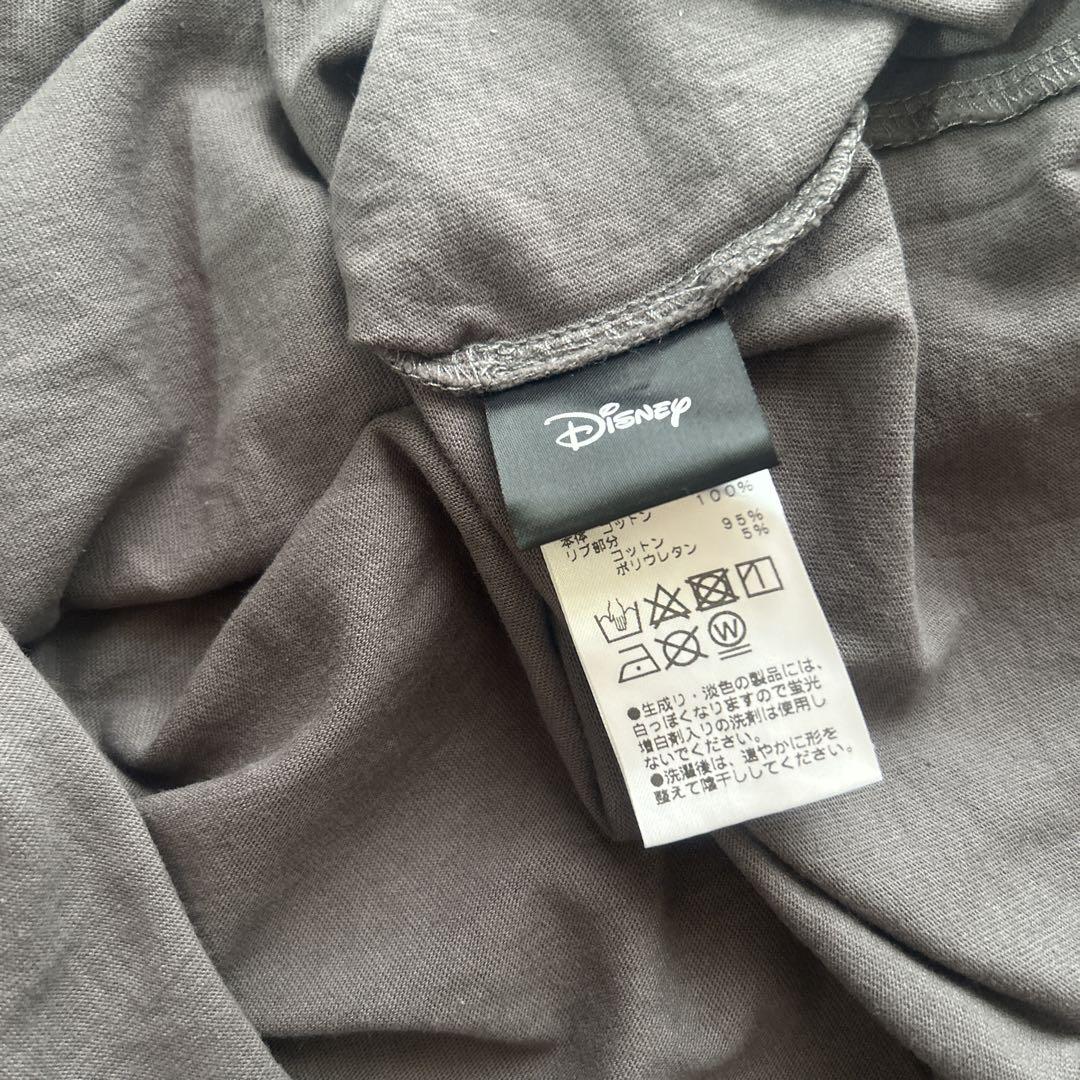 Disney
本体 コットン 100%
リブ部分
コットン 95%
ポリウレタン 5%
W
●生成り・淡色の製品には、
白っぽくなりますので蛍光
増白剤入りの洗剤は使用し
ないでください。
●洗濯後は、速やかに形を
整えて陰干ししてください。